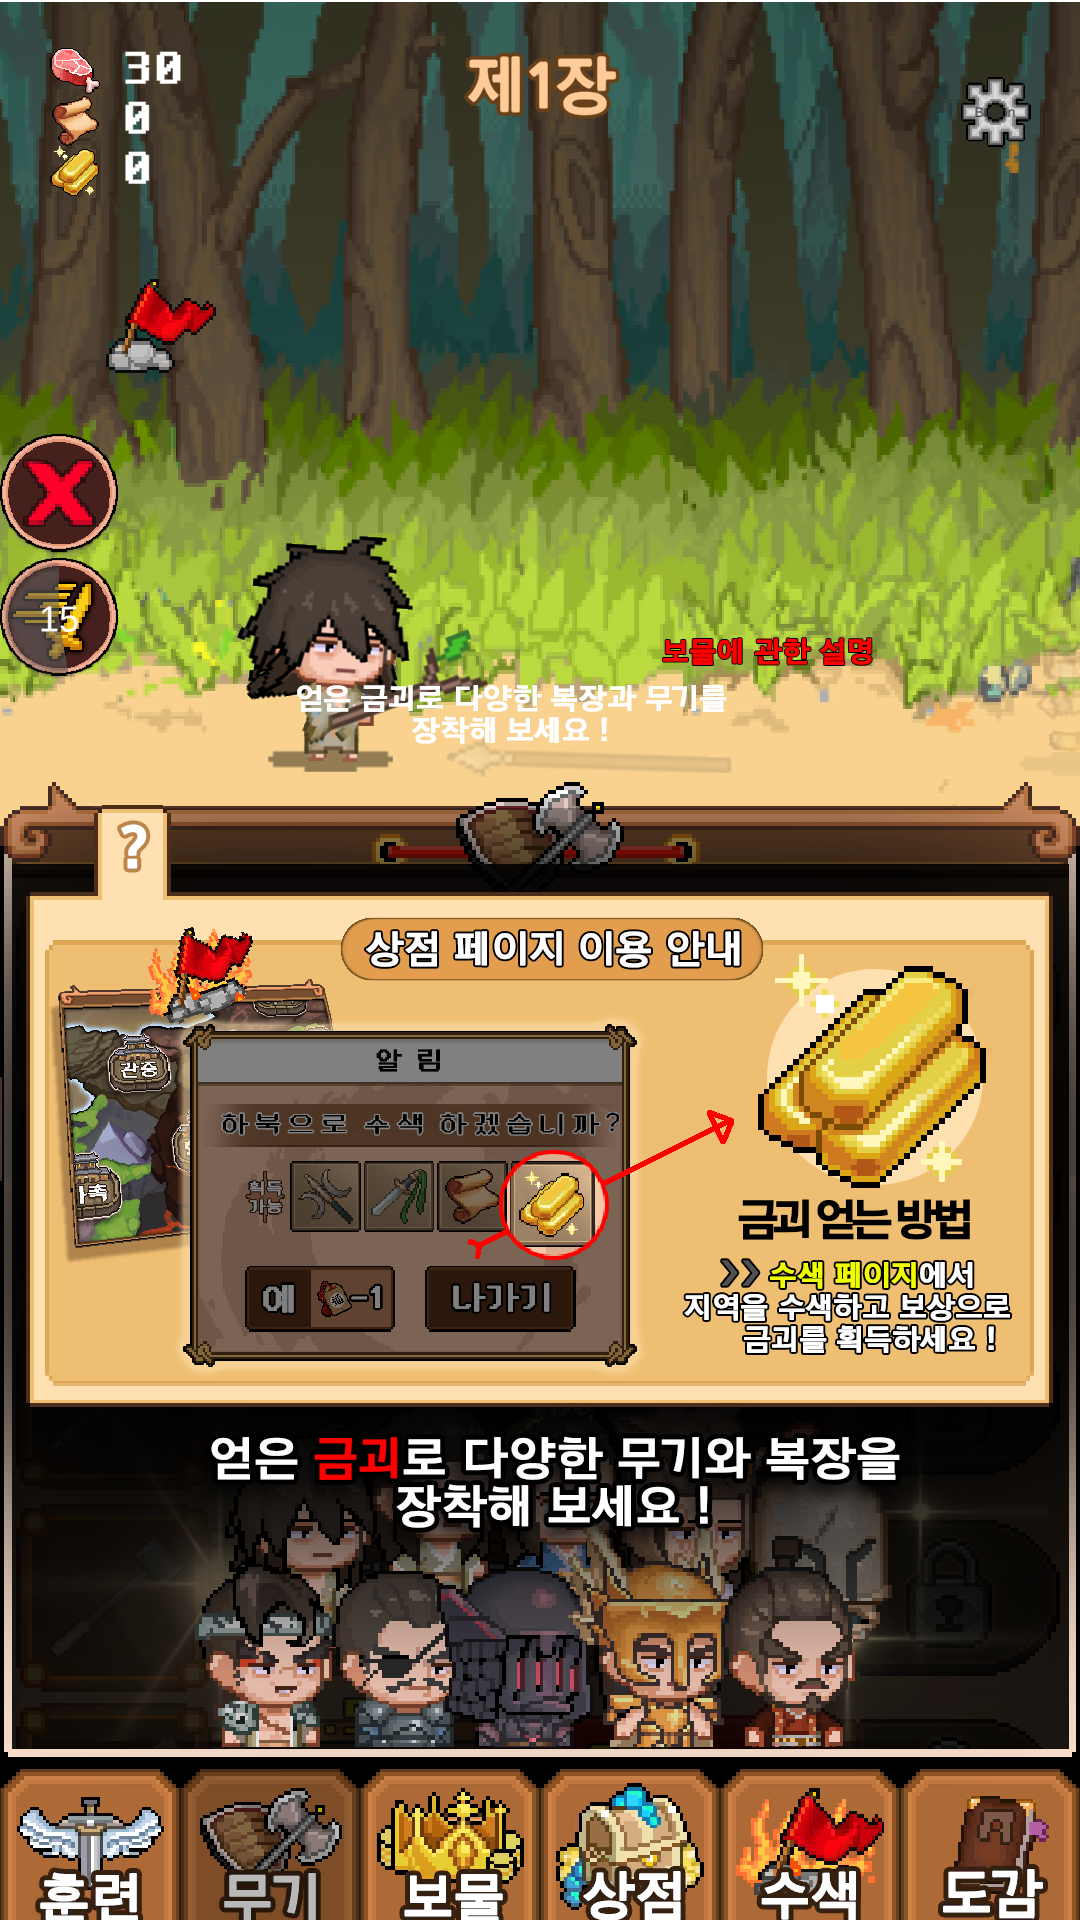 30
제1장
0
0
15
보물에 관한 설명
얻은 금괴로 다양한 복장과 무기를
장착해 보세요 !
?
상점 페이지 이용 안내
관중
알 림
하북으로 수색 하겠습니까?
획득
가능
예
-1
나가기
금괴 얻는 방법
>> 수색 페이지에서
지역을 수색하고 보상으로
금괴를 획득하세요 !
얻은 금괴로 다양한 무기와 복장을
장착해 보세요 !
훈련
무기
보물
상점
수색
도감